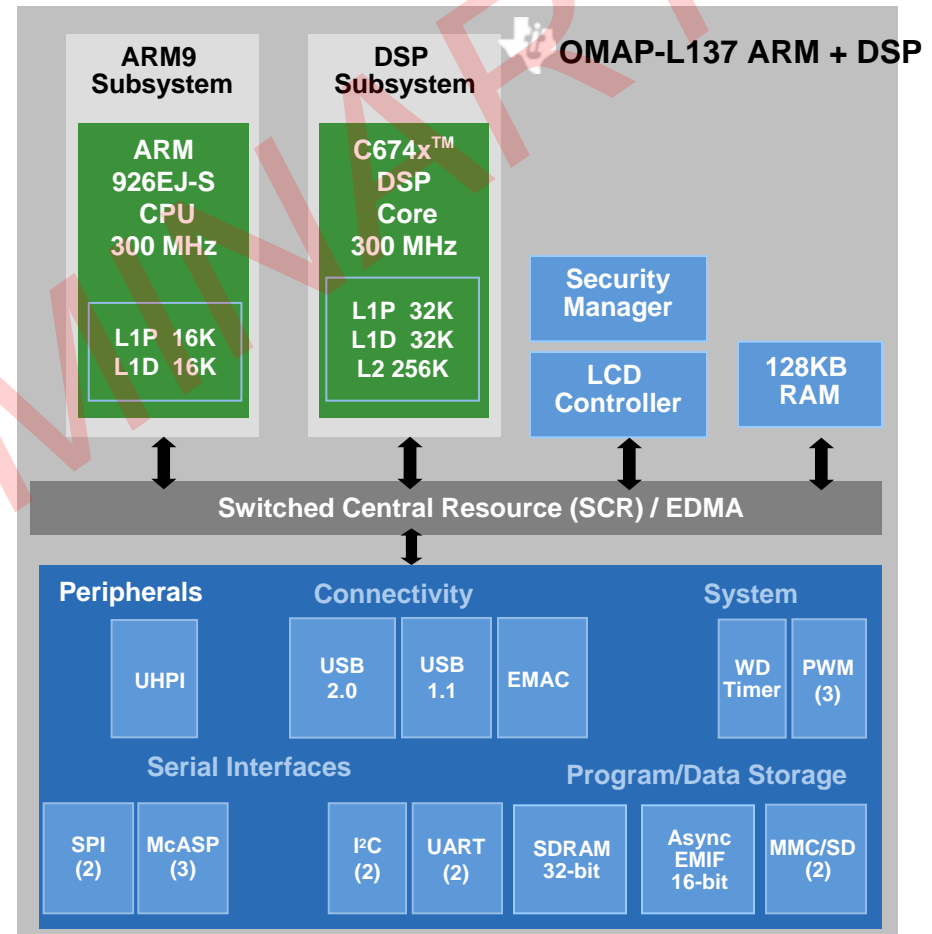 OMAP-L137 ARM + DSP
ARM9
Subsystem
ARM
926EJ-S
CPU
300 MHz
L1P 16K
L1D 16K
DSP
Subsystem
C674x™
DSP
Core
300 MHz
L1P 32K
L1D 32K
L2 256K
Security
Manager
LCD
Controller
128KB
RAM
Switched Central Resource (SCR) / EDMA
Peripherals
Connectivity
System
UHPI
USB
2.0
USB
1.1
EMAC
WD
Timer
PWM
(3)
Serial Interfaces
Program/Data Storage
SPI
(2)
McASP
(3)
I²C
(2)
UART
(2)
SDRAM
32-bit
Async
EMIF
16-bit
MMC/SD
(2)
MINAR